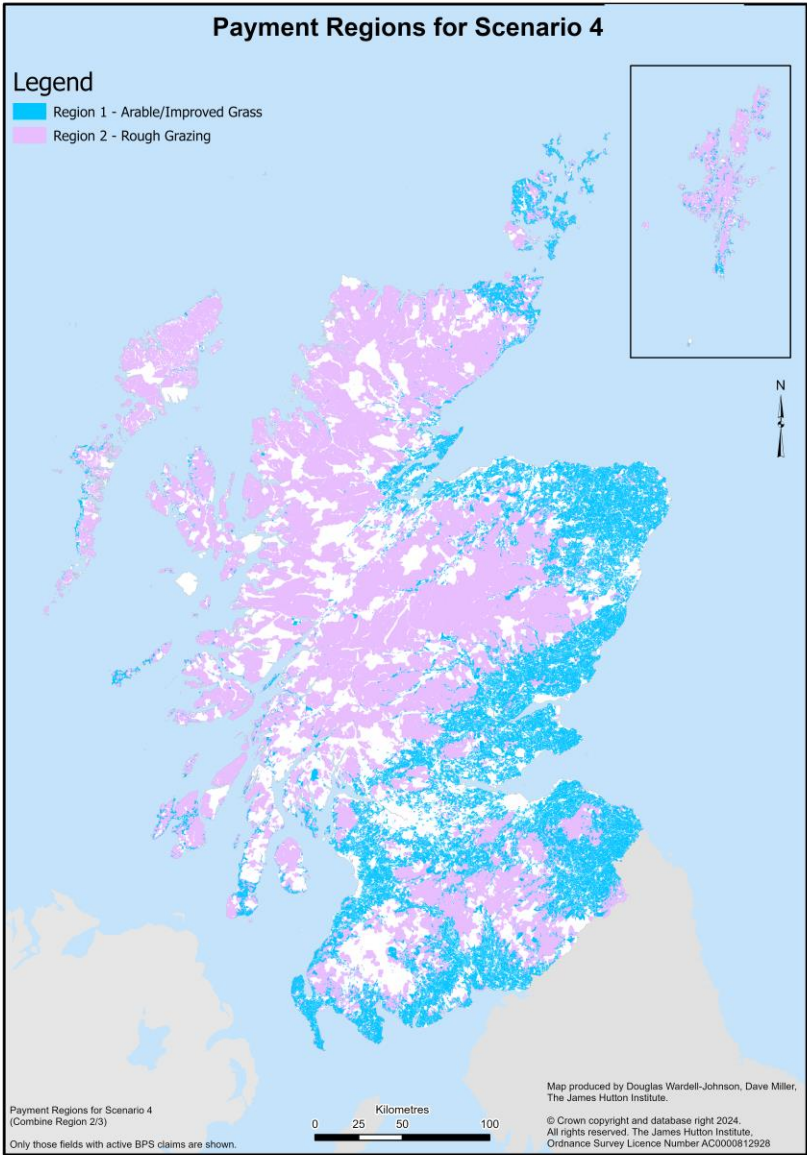 Payment Regions for Scenario 4
Legend
Region 1 - Arable/Improved Grass
Region 2 - Rough Grazing
N
Payment Regions for Scenario 4
(Combine Region 2/3)
Only those fields with active BPS claims are shown.
Kilometres
0 25 50 100
Map produced by Douglas Wardell-Johnson, Dave Miller,
The James Hutton Institute.
© Crown copyright and database right 2024.
All rights reserved. The James Hutton Institute,
Ordnance Survey Licence Number AC0000812928